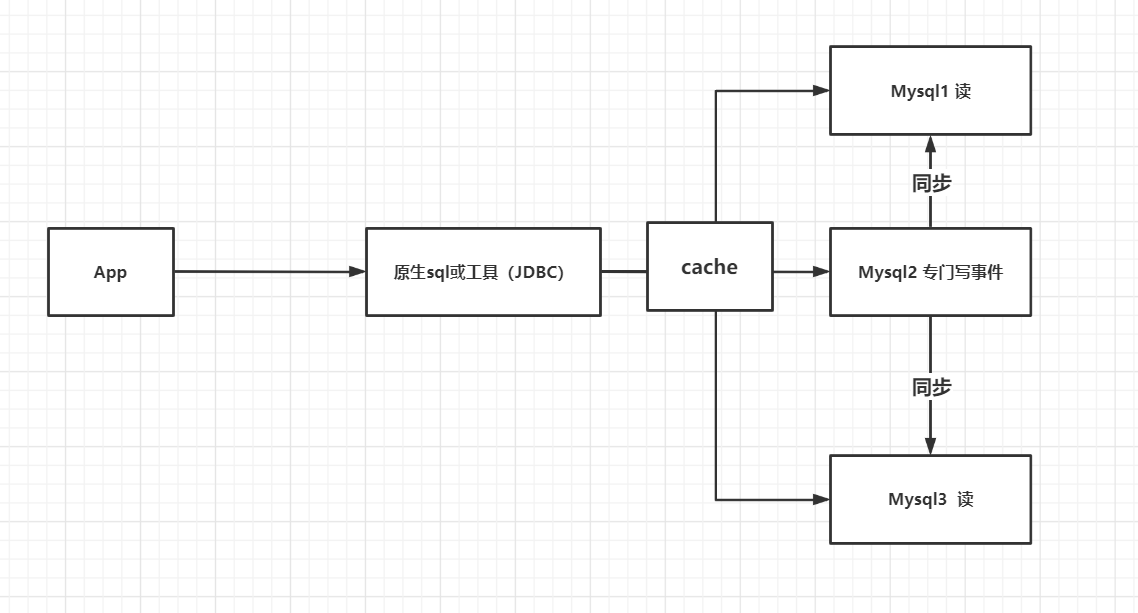 Mysql1 读
同步
App
原生sql或工具（JDBC）
cache
Mysql2 专门写事件
同步
Mysql3 读